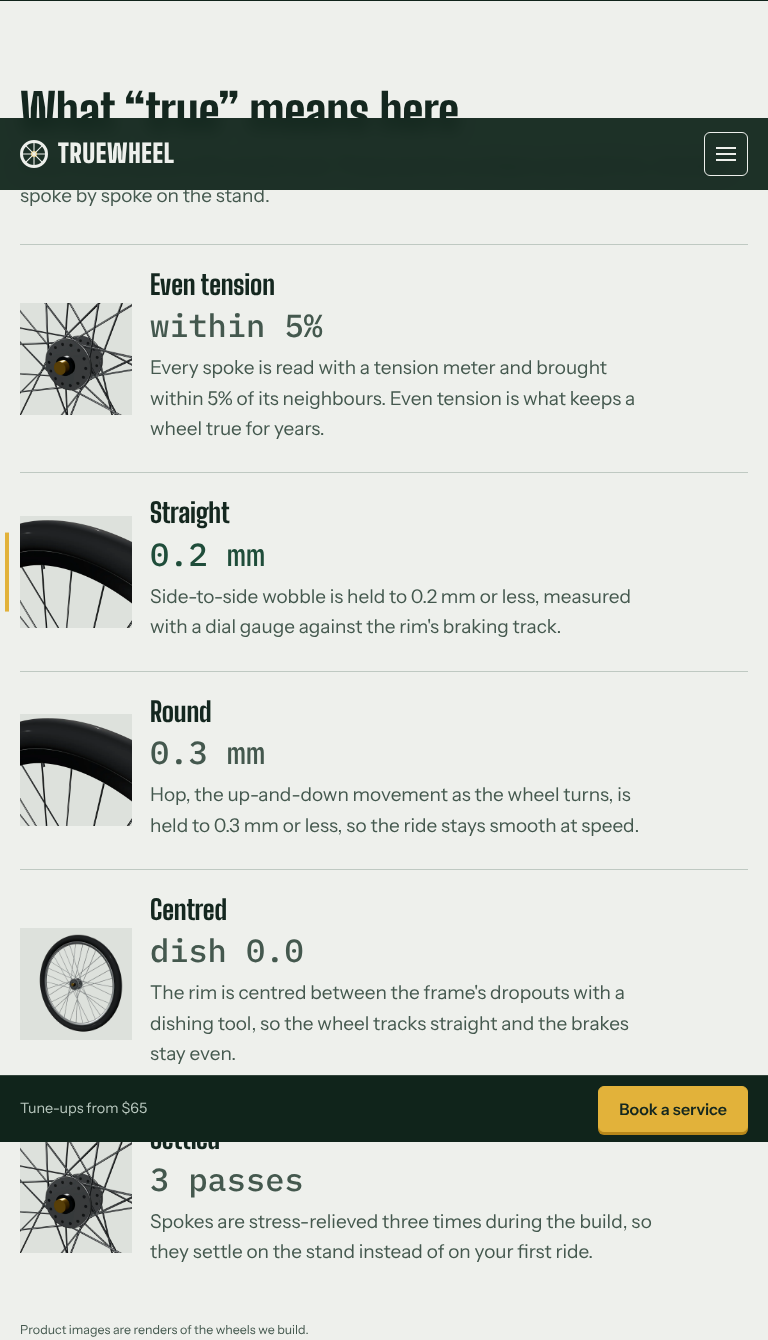 What “true” means here
TRUEWHEEL
spoke by spoke on the stand.
Even tension
within 5%
Every spoke is read with a tension meter and brought
within 5% of its neighbours. Even tension is what keeps a
wheel true for years.
Straight
0.2 mm
Side-to-side wobble is held to 0.2 mm or less, measured
with a dial gauge against the rim's braking track.
Round
0.3 mm
Hop, the up-and-down movement as the wheel turns, is
held to 0.3 mm or less, so the ride stays smooth at speed.
Centred
dish 0.0
The rim is centred between the frame's dropouts with a
dishing tool, so the wheel tracks straight and the brakes
stay even.
Tune-ups from $65
Book a service
Settled
3 passes
Spokes are stress-relieved three times during the build, so
they settle on the stand instead of on your first ride.
Product images are renders of the wheels we build.